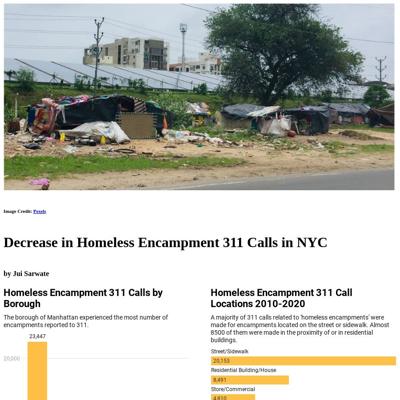 Image Credit: Pexels
Decrease in Homeless Encampment 311 Calls in NYC
by Jui Sarwate
Homeless Encampment 311 Calls by
Borough
The borough of Manhattan experienced the most number of
encampments reported to 311.
23,447
20,000
Homeless Encampment 311 Call
Locations 2010-2020
A majority of 311 calls related to 'homeless encampments' were
made for encampments located on the street or sidewalk. Almost
8500 of them were made in the proximity of or in residential
buildings.
Street/Sidewalk
20,153
Residential Building/House
8,491
Store/Commercial
4,810